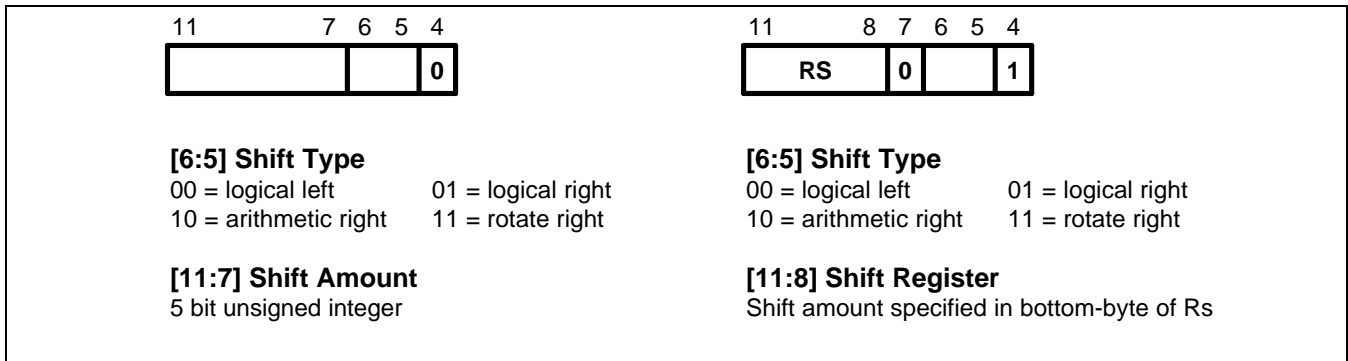 11 7 6 5 4
0
[6:5] Shift Type
00 = logical left 01 = logical right
10 = arithmetic right 11 = rotate right
[11:7] Shift Amount
5 bit unsigned integer
11 8 7 6 5 4
RS 0 1
[6:5] Shift Type
00 = logical left 01 = logical right
10 = arithmetic right 11 = rotate right
[11:8] Shift Register
Shift amount specified in bottom-byte of Rs